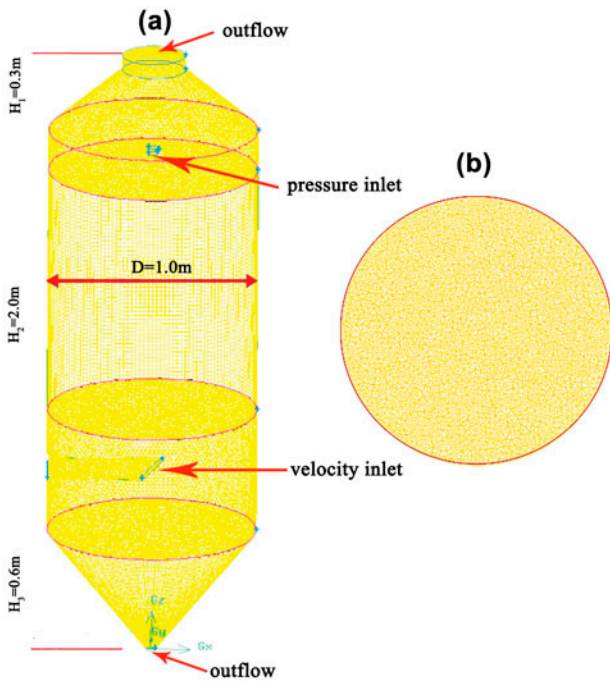 (a)
outflow
H1=0.3m
pressure inlet
(b)
D=1.0m
H2=2.0m
velocity inlet
H3=0.6m
Gz
Gy
Gx
outflow